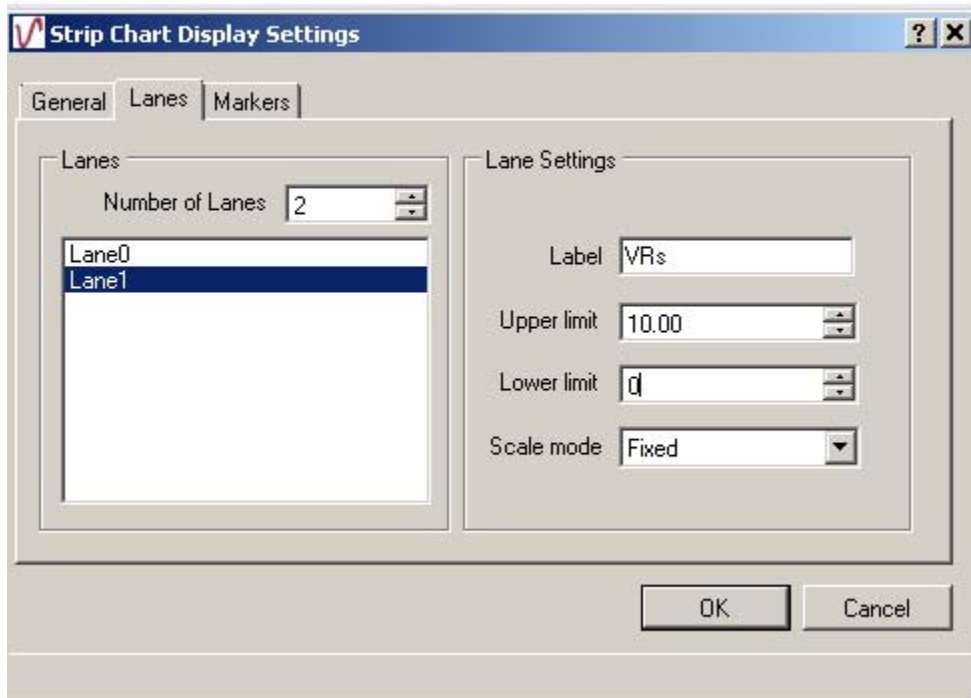 Strip Chart Display Settings
?
General
Lanes
Markers
Lanes
Number of Lanes 2
Lane0
Lane1
Lane Settings
Label VRs
Upper limit 10.00
Lower limit 0
Scale mode Fixed
OK
Cancel